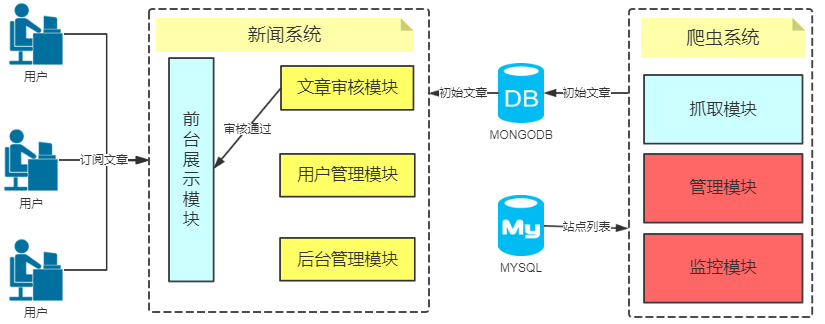 用户
用户
用户
订阅文章
新闻系统
前台展示模块
文章审核模块
审核通过
用户管理模块
后台管理模块
初始文章
DB
MONGODB
初始文章
My
MYSQL
站点列表
爬虫系统
抓取模块
管理模块
监控模块